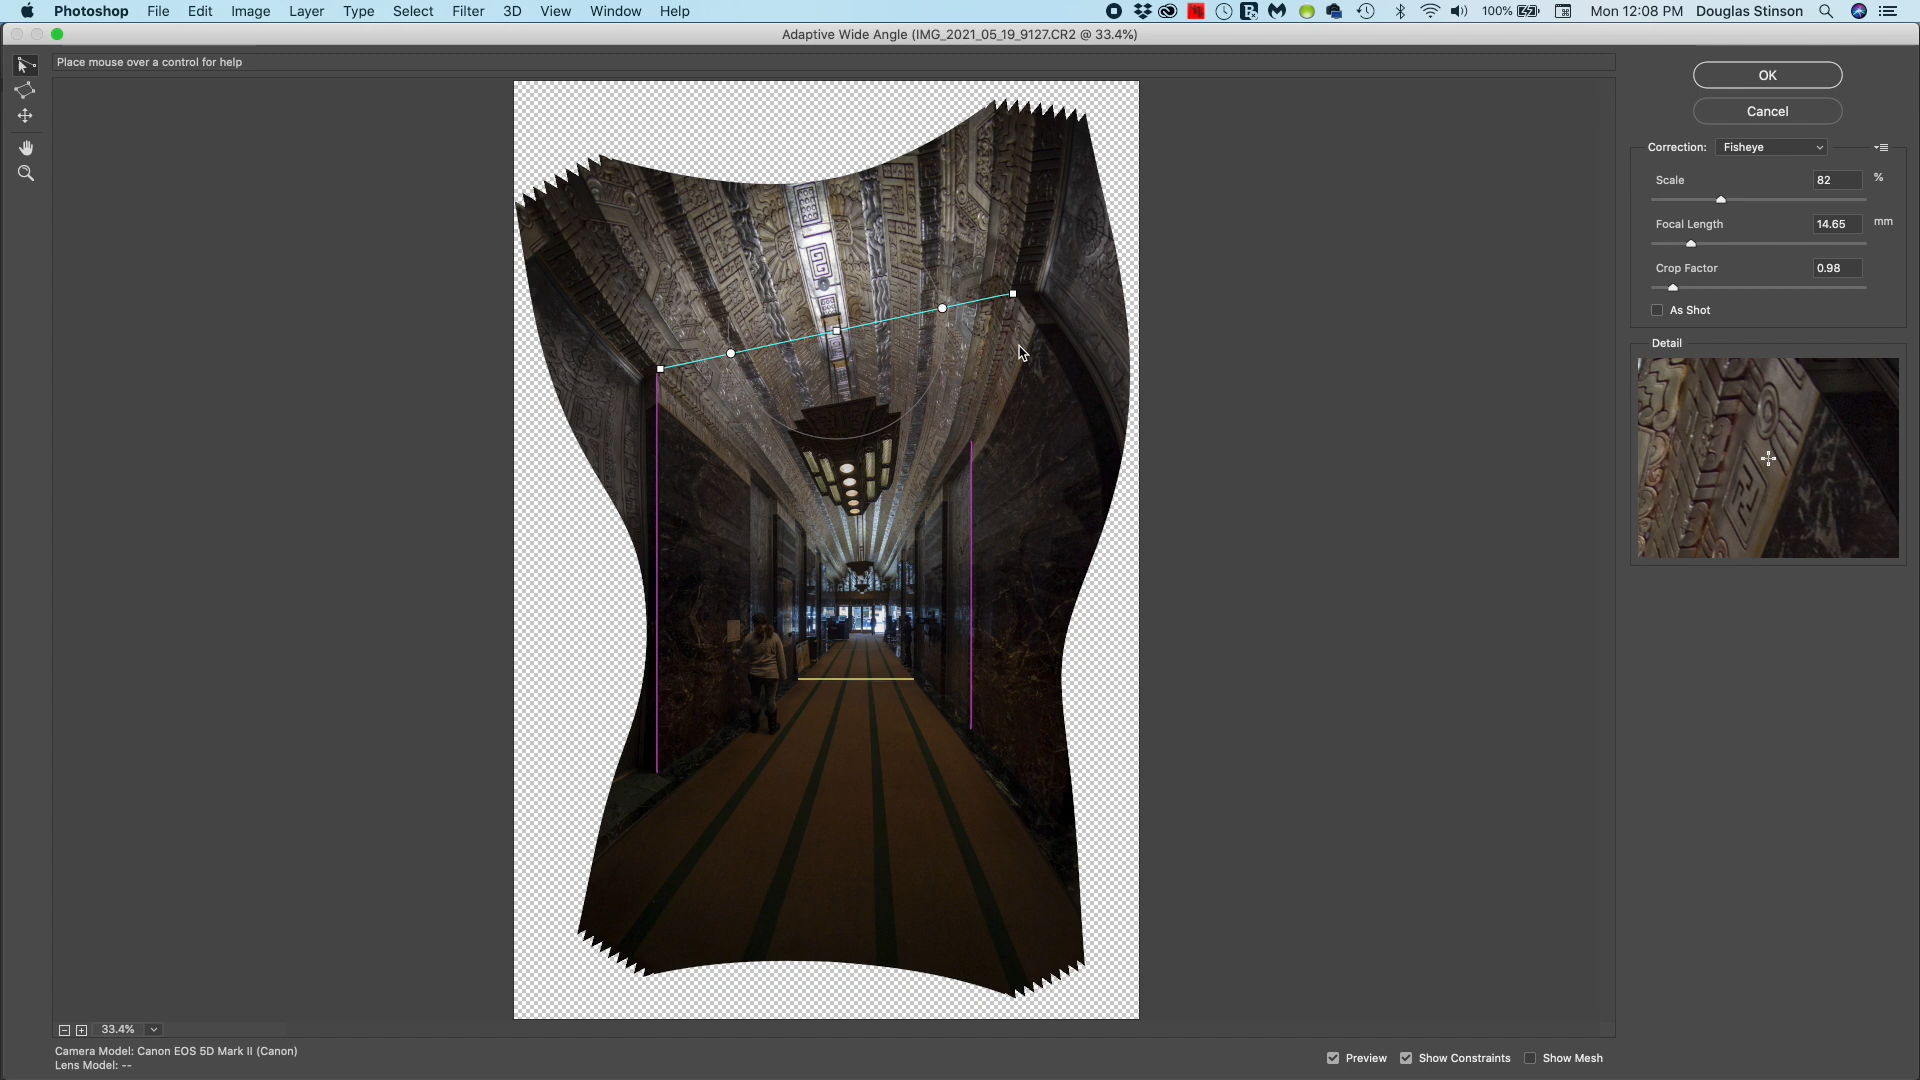 Photoshop File Edit Image Layer Type Select Filter 3D View Window Help 100% Mon 12:08 PM Douglas Stinson
Adaptive Wide Angle (IMG_2021_05_19_9127.CR2 @ 33.4%)
Place mouse over a control for help
OK
Cancel
Correction: Fisheye
Scale 82 %
Focal Length 14.65 mm
Crop Factor 0.98
As Shot
Detail
33.4%
Camera Model: Canon EOS 5D Mark II (Canon)
Lens Model: --
Preview Show Constraints Show Mesh